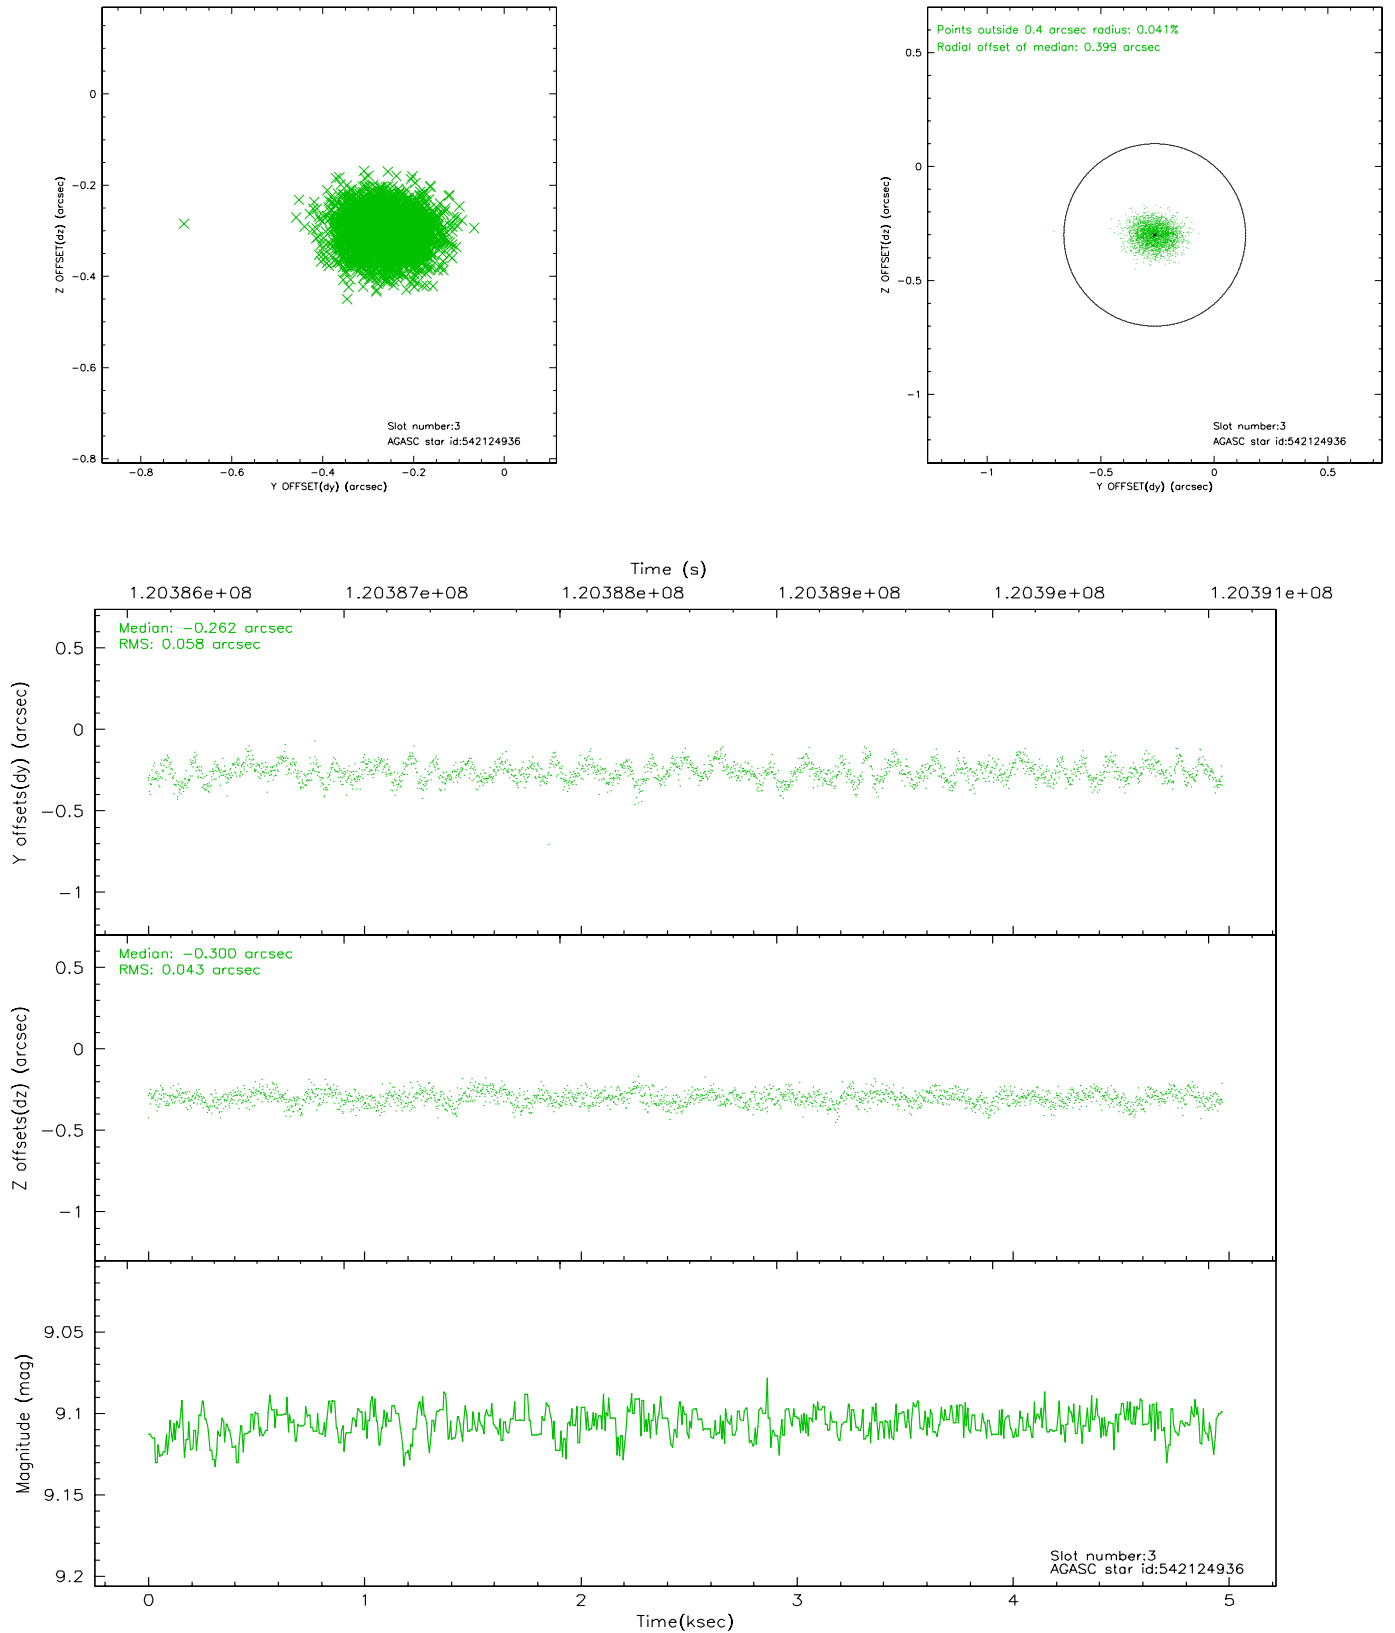 0
−0.2
−0.4
−0.6
−0.8
Z OFFSET(dz) (arcsec)
Slot number:3
AGASC star id:542124936
−0.8 −0.6 −0.4 −0.2 0
Y OFFSET(dy) (arcsec)
Points outside 0.4 arcsec radius: 0.041%
Radial offset of median: 0.399 arcsec
0.5
0
−0.5
−1
Z OFFSET(dz) (arcsec)
Slot number:3
AGASC star id:542124936
−1 −0.5 0 0.5
Y OFFSET(dy) (arcsec)
Time (s)
1.20386e+08 1.20387e+08 1.20388e+08 1.20389e+08 1.2039e+08 1.20391e+08
Median: −0.262 arcsec
RMS: 0.058 arcsec
0.5
0
−0.5
−1
Y offsets(dy) (arcsec)
Median: −0.300 arcsec
RMS: 0.043 arcsec
0.5
0
−0.5
−1
Z offsets(dz) (arcsec)
9.05
9.1
9.15
9.2
Magnitude (mag)
Slot number:3
AGASC star id:542124936
0 1 2 3 4 5
Time(ksec)